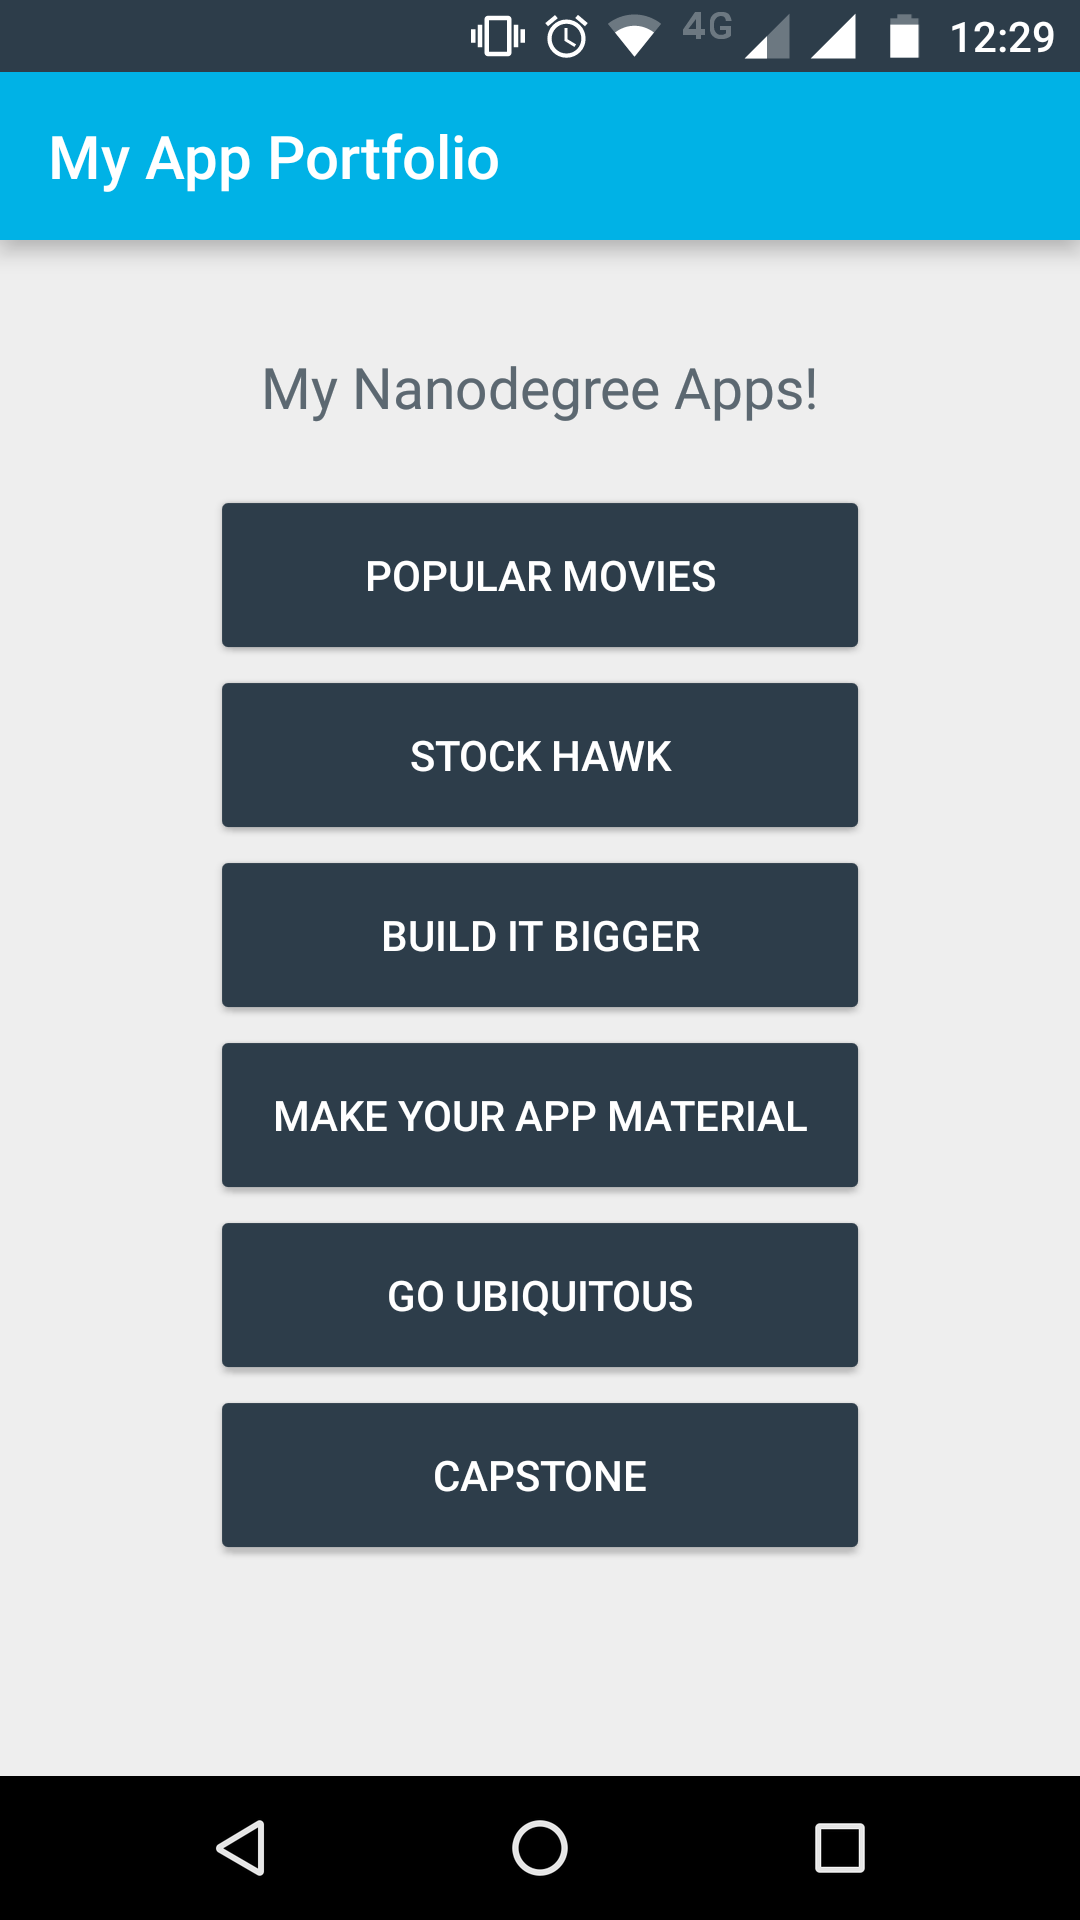 4G 12:29
My App Portfolio
My Nanodegree Apps!
POPULAR MOVIES
STOCK HAWK
BUILD IT BIGGER
MAKE YOUR APP MATERIAL
GO UBIQUITOUS
CAPSTONE